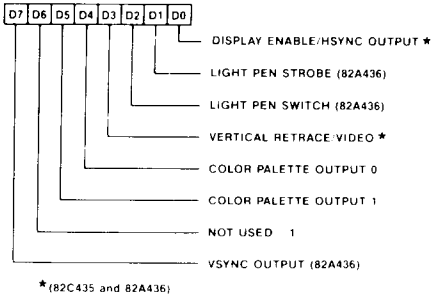 D7 D6 D5 D4 D3 D2 D1 D0
DISPLAY ENABLE/HSYNC OUTPUT ★
LIGHT PEN STROBE (82A436)
LIGHT PEN SWITCH (82A436)
VERTICAL RETRACE/VIDEO ★
COLOR PALETTE OUTPUT 0
COLOR PALETTE OUTPUT 1
NOT USED 1
VSYNC OUTPUT (82A436)
★(82C435 and 82A436)